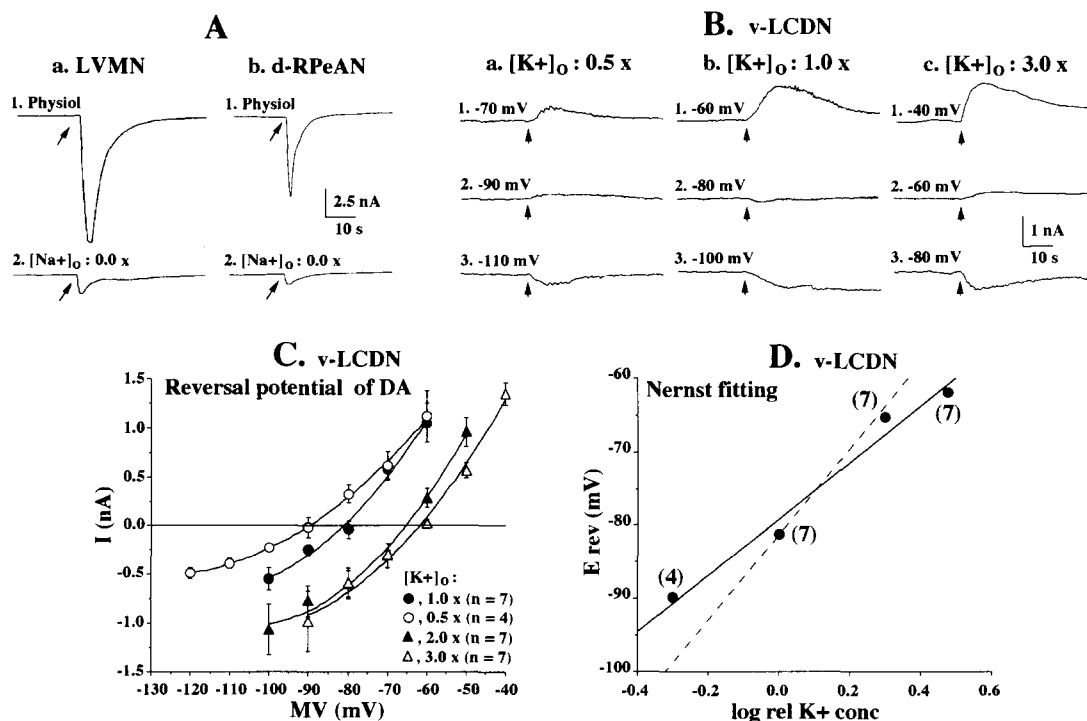 A
a. LVMN
b. d-RPeAN
1. Physiol
1. Physiol
2.5 nA
10 s
2. [Na+]O : 0.0 x
2. [Na+]O : 0.0 x
B. v-LCDN
a. [K+]O : 0.5 x
b. [K+]O : 1.0 x
c. [K+]O : 3.0 x
1. -70 mV
1. -60 mV
1. -40 mV
2. -90 mV
2. -80 mV
2. -60 mV
1 nA
10 s
3. -110 mV
3. -100 mV
3. -80 mV
C. v-LCDN
Reversal potential of DA
I (nA)
1.5
1.0
0.5
0.0
-0.5
-1.0
-1.5
[K+]O :
, 1.0 x (n = 7)
, 0.5 x (n = 4)
, 2.0 x (n = 7)
, 3.0 x (n = 7)
-130 -120 -110 -100 -90 -80 -70 -60 -50 -40
MV (mV)
D. v-LCDN
Nernst fitting
E rev (mV)
-60
-70
-80
-90
-100
(7)
(7)
(7)
(4)
-0.4 -0.2 0.0 0.2 0.4 0.6
log rel K+ conc